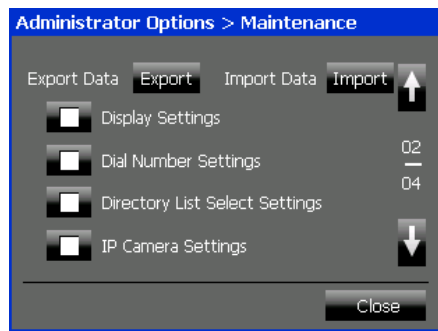 Administrator Options > Maintenance
Export Data Export Import Data Import
Display Settings
Dial Number Settings
02
04
Directory List Select Settings
IP Camera Settings
Close